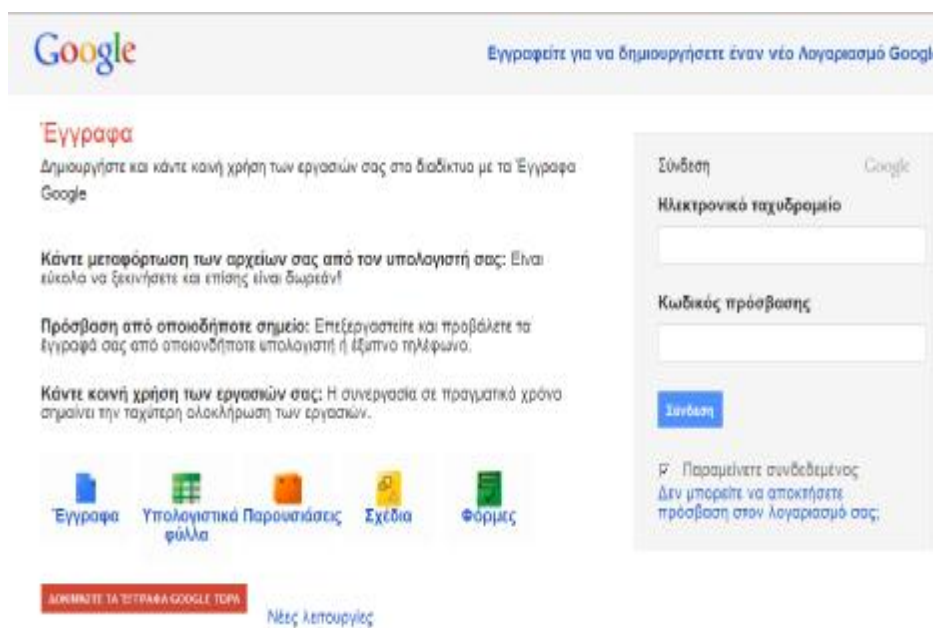 Google
Εγγραφείτε για να δημιουργήσετε έναν νέο Λογαριασμό Googl
Έγγραφα
Δημιουργήστε και κάντε κοινή χρήση των εργασιών σας στο διαδίκτυο με τα Έγγραφα
Google
Κάντε μεταφόρτωση των αρχείων σας από τον υπολογιστή σας: Είναι
εύκολο να ξεκινήσετε και επίσης είναι δωρεάν!
Πρόσβαση από οποιοδήποτε σημείο: Επεξεργαστείτε και προβάλετε τα
έγγραφά σας από οποιονδήποτε υπολογιστή ή έξυπνο τηλέφωνο.
Κάντε κοινή χρήση των εργασιών σας: Η συνεργασία σε πραγματικό χρόνο
σημαίνει την ταχύτερη ολοκλήρωση των εργασιών.
Έγγραφα
Υπολογιστικά
φύλλα
Παρουσιάσεις
Σχέδια
Φόρμες
ΔΟΚΙΜΑΣΤΕ ΤΑ ΈΓΓΡΑΦΑ GOOGLE ΤΩΡΑ
Νέες λειτουργίες
Σύνδεση Google
Ηλεκτρονικό ταχυδρομείο
Κωδικός πρόσβασης
Σύνδεση
Παραμείνετε συνδεδεμένος
Δεν μπορείτε να αποκτήσετε
πρόσβαση στον λογαριασμό σας;